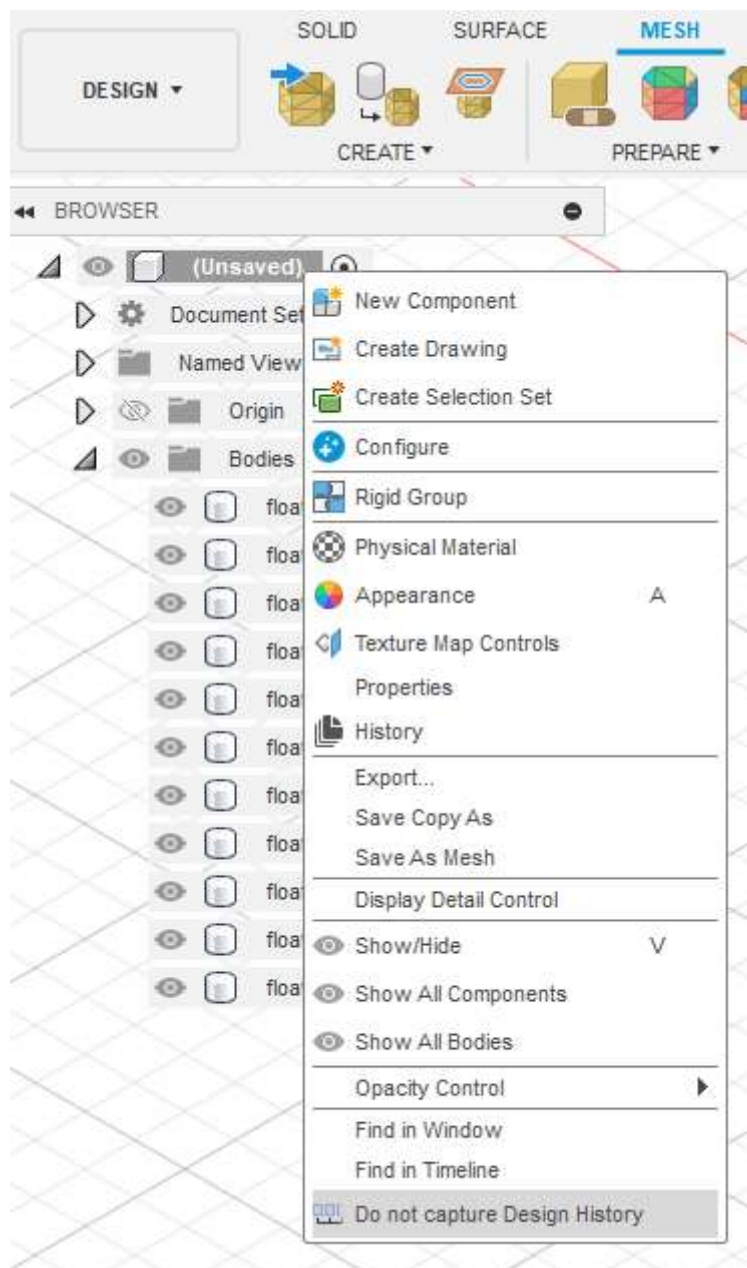 SOLID SURFACE MESH
DESIGN
CREATE PREPARE
BROWSER
(Unsaved)
Document Set
Named View
Origin
Bodies
floa
floa
floa
floa
floa
floa
floa
floa
floa
floa
floa
New Component
Create Drawing
Create Selection Set
Configure
Rigid Group
Physical Material
Appearance A
Texture Map Controls
Properties
History
Export...
Save Copy As
Save As Mesh
Display Detail Control
Show/Hide V
Show All Components
Show All Bodies
Opacity Control
Find in Window
Find in Timeline
Do not capture Design History